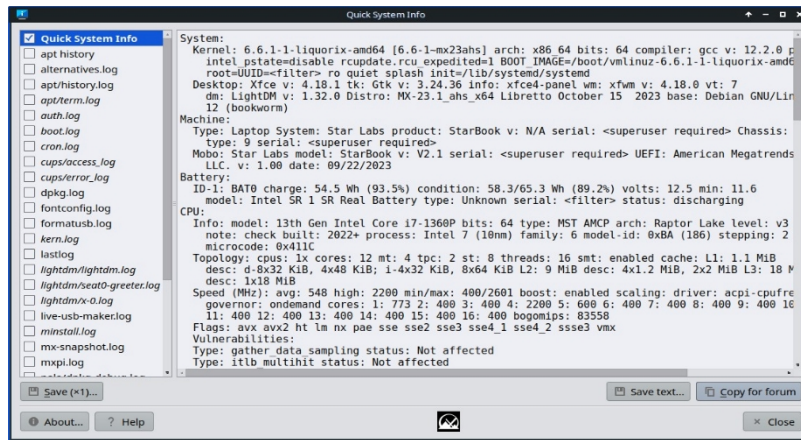 Quick System Info
Quick System Info
apt history
alternatives.log
apt/history.log
apt/term.log
auth.log
boot.log
cron.log
cups/access_log
cups/error_log
dpkg.log
fontconfig.log
formatusb.log
kern.log
lastlog
lightdm/lightdm.log
lightdm/seat0-greeter.log
lightdm/x-0.log
live-usb-maker.log
minstall.log
mx-snapshot.log
mxpi.log
System:
Kernel: 6.6.1-1-liquorix-amd64 [6.6-1~mx23ahs] arch: x86_64 bits: 64 compiler: gcc v: 12.2.0 p
intel_pstate=disable rcupdate.rcu_expedited=1 BOOT_IMAGE=/boot/vmlinuz-6.6.1-1-liquorix-amd6
root=UUID=<filter> ro quiet splash init=/lib/systemd/systemd
Desktop: Xfce v: 4.18.1 tk: Gtk v: 3.24.36 info: xfce4-panel wm: xfwm v: 4.18.0 vt: 7
dm: LightDM v: 1.32.0 Distro: MX-23.1_ahs_x64 Libretto October 15 2023 base: Debian GNU/Lin
12 (bookworm)
Machine:
Type: Laptop System: Star Labs product: StarBook v: N/A serial: <superuser required> Chassis:
type: 9 serial: <superuser required>
Mobo: Star Labs model: StarBook v: V2.1 serial: <superuser required> UEFI: American Megatrends
LLC. v: 1.00 date: 09/22/2023
Battery:
ID-1: BAT0 charge: 54.5 Wh (93.5%) condition: 58.3/65.3 Wh (89.2%) volts: 12.5 min: 11.6
model: Intel SR 1 SR Real Battery type: Unknown serial: <filter> status: discharging
CPU:
Info: model: 13th Gen Intel Core i7-1360P bits: 64 type: MST AMCP arch: Raptor Lake level: v3
note: check built: 2022+ process: Intel 7 (10nm) family: 6 model-id: 0xBA (186) stepping: 2
microcode: 0x411C
Topology: cpus: 1x cores: 12 mt: 4 tpc: 2 st: 8 threads: 16 smt: enabled cache: L1: 1.1 MiB
desc: d-8x32 KiB, 4x48 KiB; i-4x32 KiB, 8x64 KiB L2: 9 MiB desc: 4x1.2 MiB, 2x2 MiB L3: 18 M
desc: 1x18 MiB
Speed (MHz): avg: 548 high: 2200 min/max: 400/2601 boost: enabled scaling: driver: acpi-cpufre
governor: ondemand cores: 1: 773 2: 400 3: 400 4: 2200 5: 600 6: 400 7: 400 8: 400 9: 400 10
11: 400 12: 400 13: 400 14: 400 15: 400 16: 400 bogomips: 83558
Flags: avx avx2 ht lm nx pae sse sse2 sse3 sse4_1 sse4_2 ssse3 vmx
Vulnerabilities:
Type: gather_data_sampling status: Not affected
Type: itlb_multihit status: Not affected
Save (×1)...
Save text...
Copy for forum
About...
Help
Close